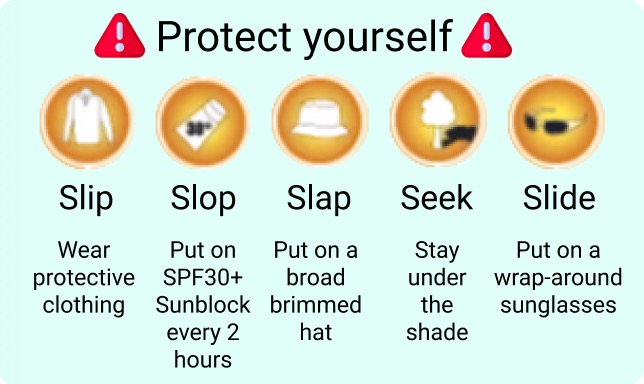 Protect yourself
30+
Slip
Slop
Slap
Seek
Slide
Wear
protective
clothing
Put on
SPF30+
Sunblock
every 2
hours
Put on a
broad
brimmed
hat
Stay
under
the
shade
Put on a
wrap-around
sunglasses